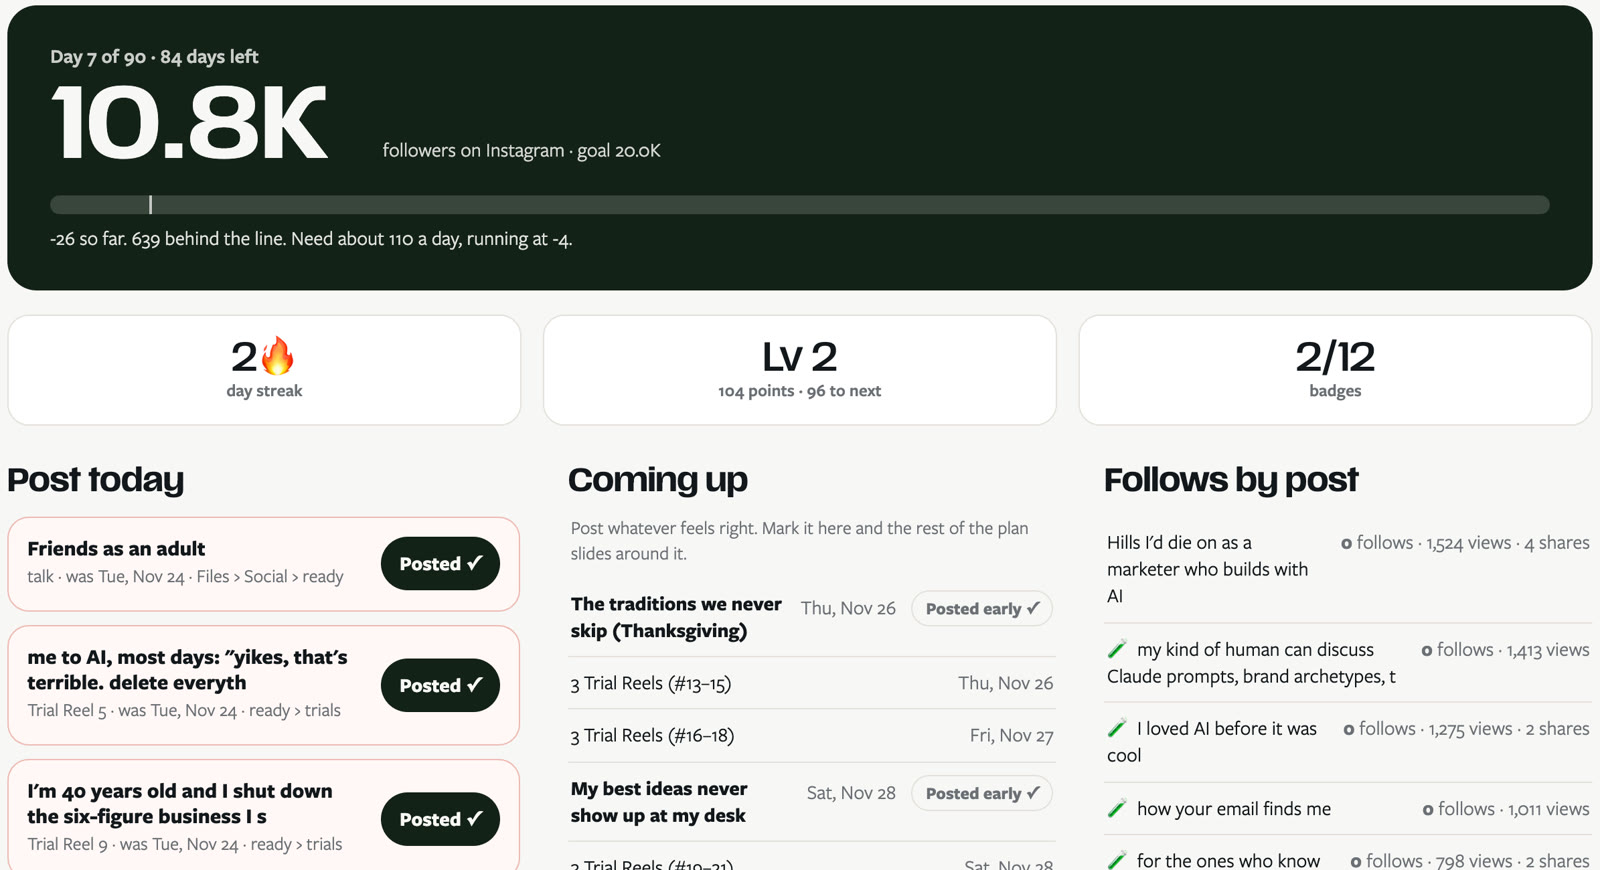 Day 7 of 90 · 84 days left
10.8K
followers on Instagram · goal 20.0K
-26 so far. 639 behind the line. Need about 110 a day, running at -4.
2🔥
day streak
Lv 2
104 points · 96 to next
2/12
badges
Post today
Friends as an adult
talk · was Tue, Nov 24 · Files › Social › ready
Posted ✓
me to AI, most days: "yikes, that's
terrible. delete everyth
Trial Reel 5 · was Tue, Nov 24 · ready › trials
Posted ✓
I'm 40 years old and I shut down
the six-figure business I s
Trial Reel 9 · was Tue, Nov 24 · ready › trials
Posted ✓
Coming up
Post whatever feels right. Mark it here and the rest of the plan
slides around it.
The traditions we never
skip (Thanksgiving)
Thu, Nov 26
Posted early ✓
3 Trial Reels (#13–15)
Thu, Nov 26
3 Trial Reels (#16–18)
Fri, Nov 27
My best ideas never
show up at my desk
Sat, Nov 28
Posted early ✓
3 Trial Reels (#19–21)
Sat, Nov 28
Follows by post
Hills I'd die on as a
marketer who builds with
AI
0 follows · 1,524 views · 4 shares
🧪 my kind of human can discuss
Claude prompts, brand archetypes, t
0 follows · 1,413 views
🧪 I loved AI before it was
cool
0 follows · 1,275 views · 2 shares
🧪 how your email finds me
0 follows · 1,011 views
🧪 for the ones who know
0 follows · 798 views · 2 shares